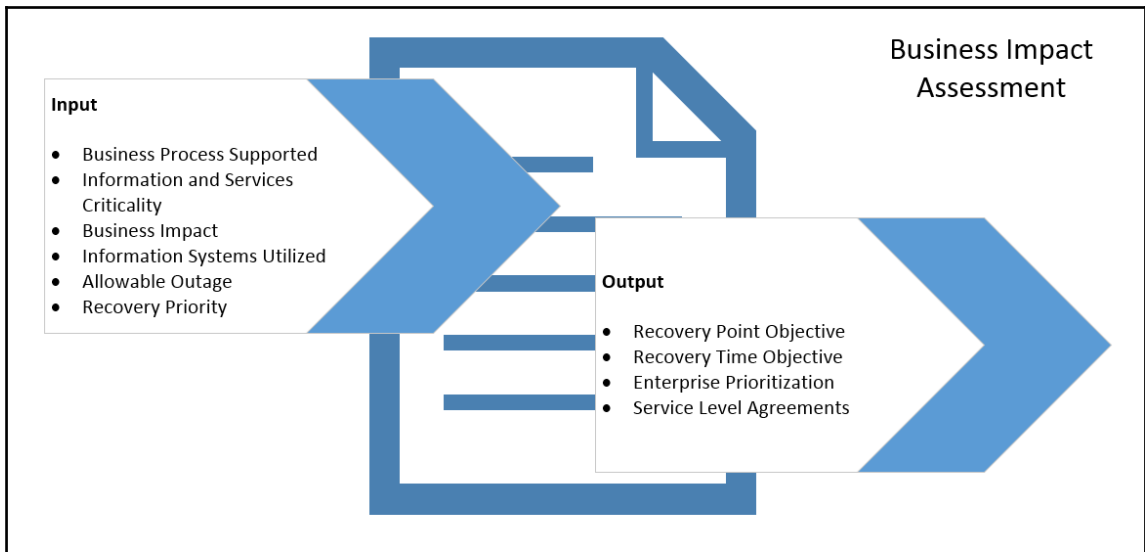 Business Impact
Assessment
Input
• Business Process Supported
• Information and Services
Criticality
• Business Impact
• Information Systems Utilized
• Allowable Outage
• Recovery Priority
Output
• Recovery Point Objective
• Recovery Time Objective
• Enterprise Prioritization
• Service Level Agreements